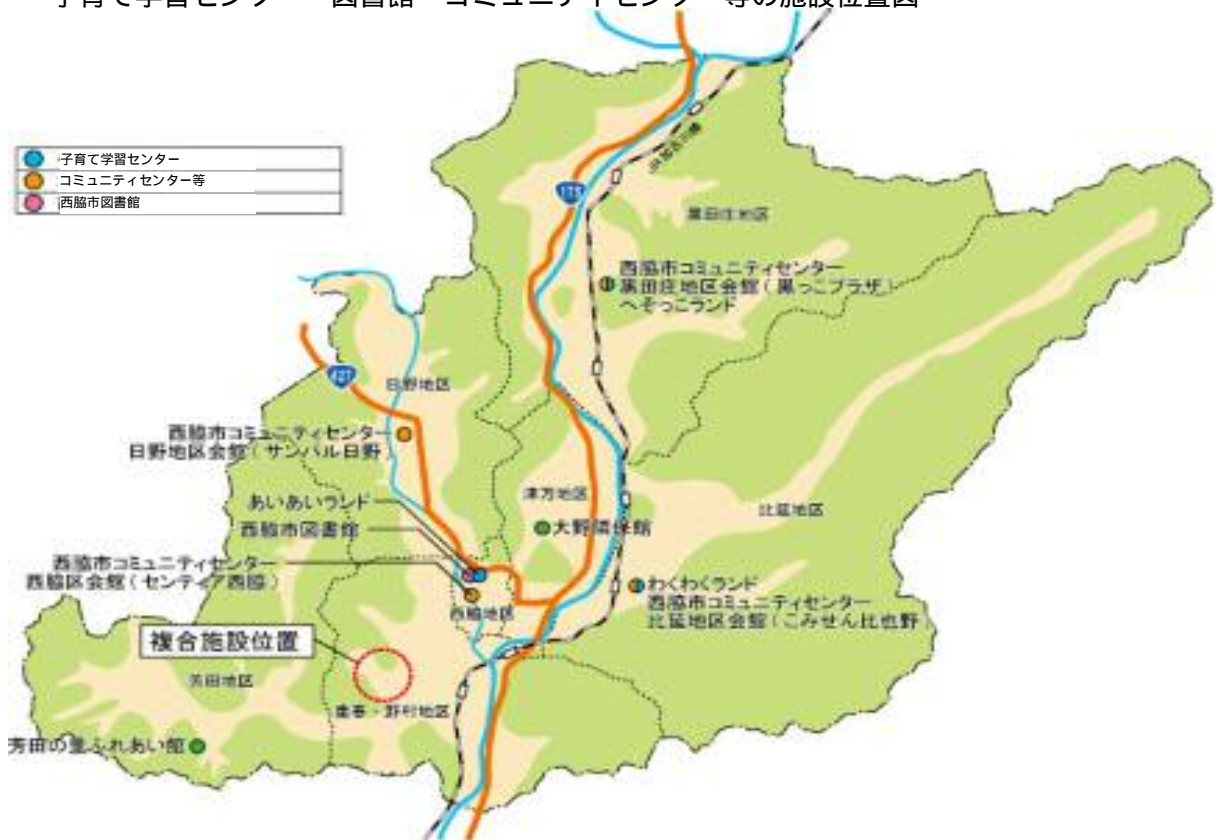 子育て学習センター 図書館 コミュニティセンター等の施設位置図
子育て学習センター
コミュニティセンター等
西脇市図書館
175
黒田庄地区
西脇市コミュニティセンター
黒田庄地区会館(黒っこプラザ)
へそっこランド
427
日野地区
西脇市コミュニティセンター
日野地区会館(サンパル日野)
津万地区
比延地区
あいあいランド
大野隣保館
西脇市図書館
西脇市コミュニティセンター
西脇区会館(センティア西脇)
わくわくランド
西脇市コミュニティセンター
比延地区会館(こみせん比也野
西脇地区
複合施設位置
芳田地区
重春・野村地区
芳田の里ふれあい館